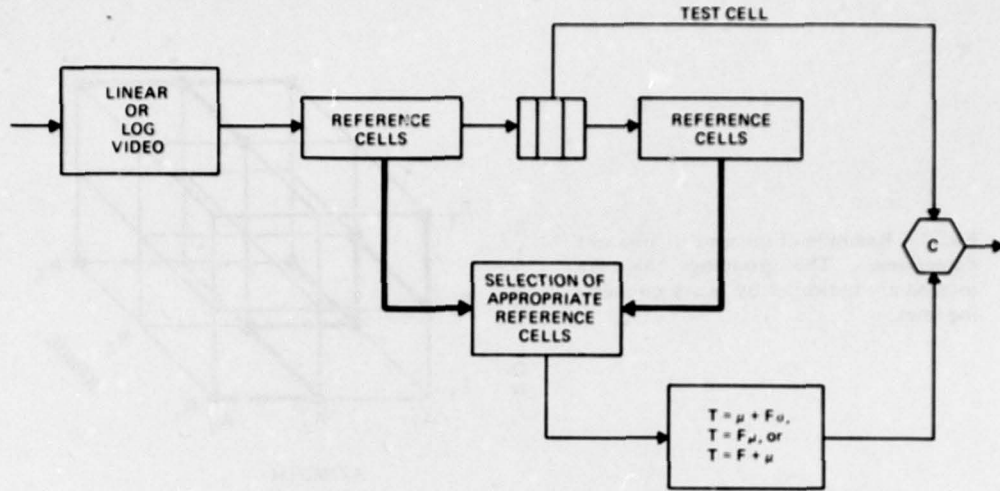 TEST CELL
LINEAR
OR
LOG
VIDEO
REFERENCE
CELLS
REFERENCE
CELLS
C
SELECTION OF
APPROPRIATE
REFERENCE
CELLS
T = μ + Fσ,
T = Fμ, or
T = F + μ